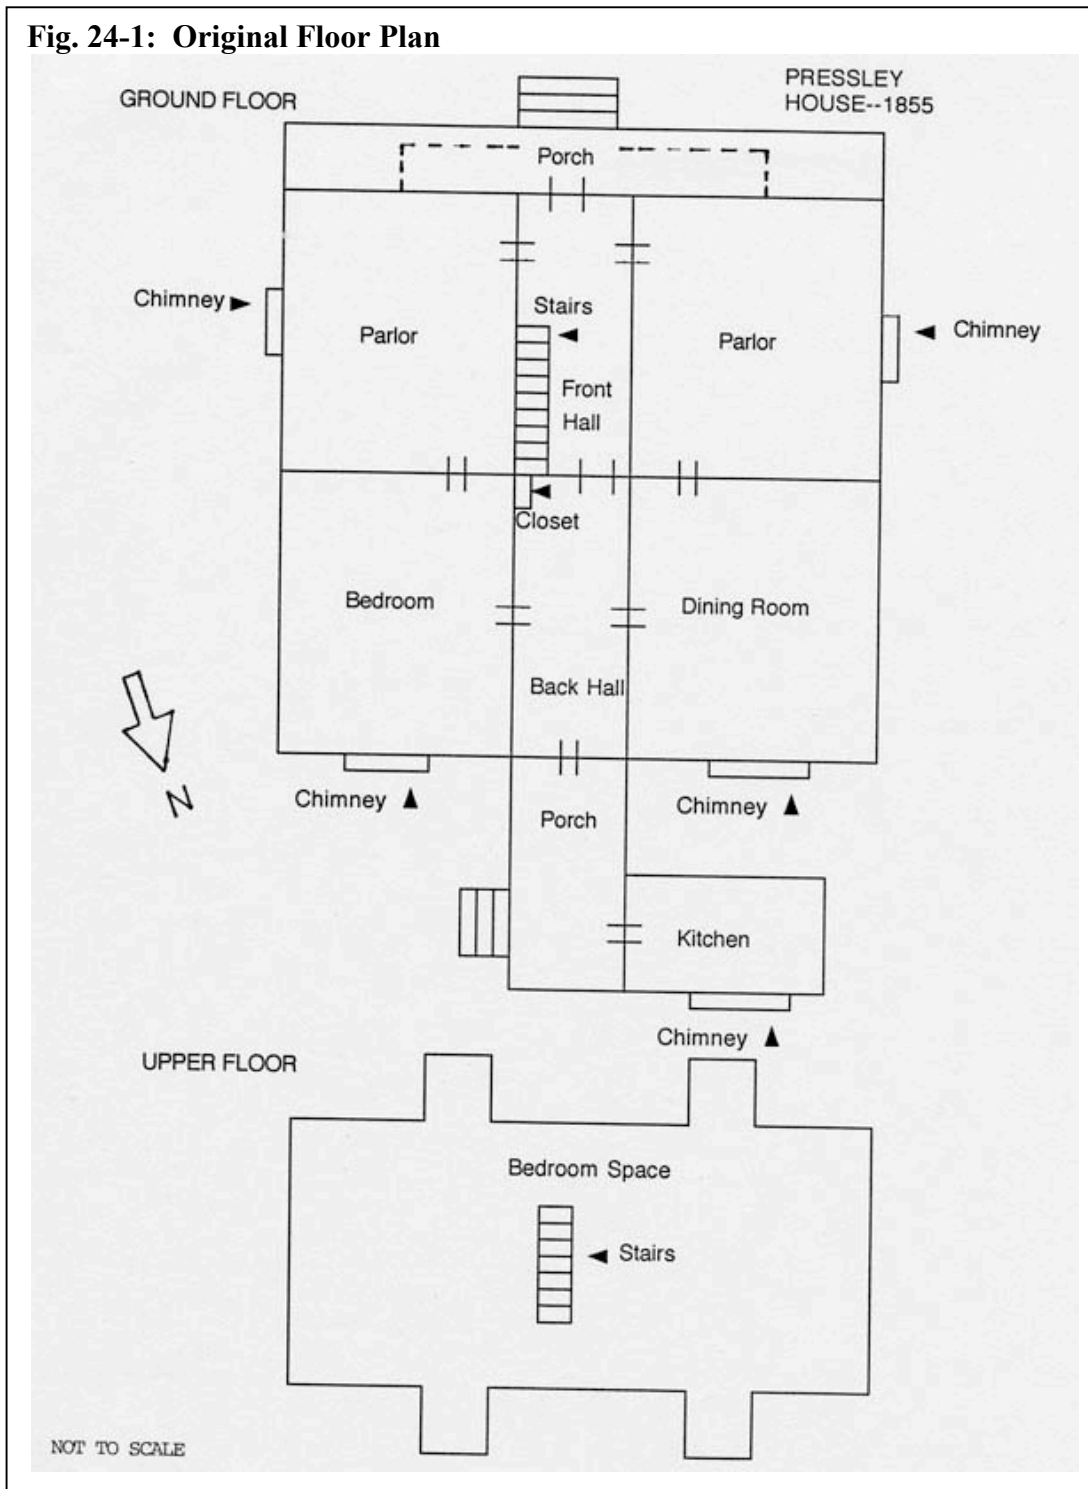 Fig. 24-1: Original Floor Plan
GROUND FLOOR
PRESSLEY
HOUSE--1855
Porch
Chimney
Stairs
Parlor
Parlor
Chimney
Front
Hall
Closet
Bedroom
Dining Room
Back Hall
N
Chimney
Chimney
Porch
Kitchen
Chimney
UPPER FLOOR
Bedroom Space
Stairs
NOT TO SCALE